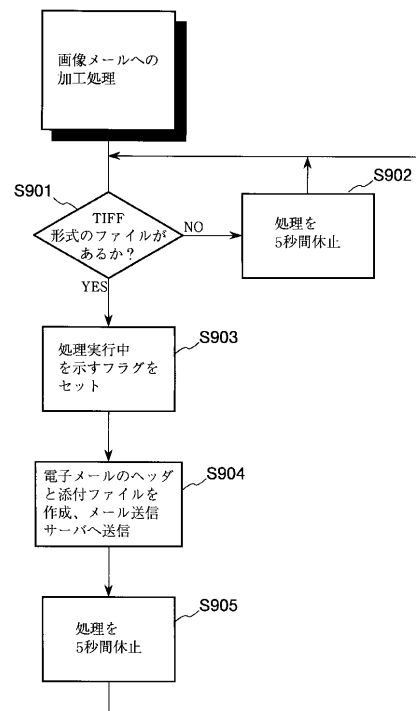 画像メールへの
加工処理
S901
TIFF
形式のファイルが
あるか？
NO
YES
S902
処理を
5秒間休止
S903
処理実行中
を示すフラグを
セット
S904
電子メールのヘッダ
と添付ファイルを
作成、メール送信
サーバへ送信
S905
処理を
5秒間休止